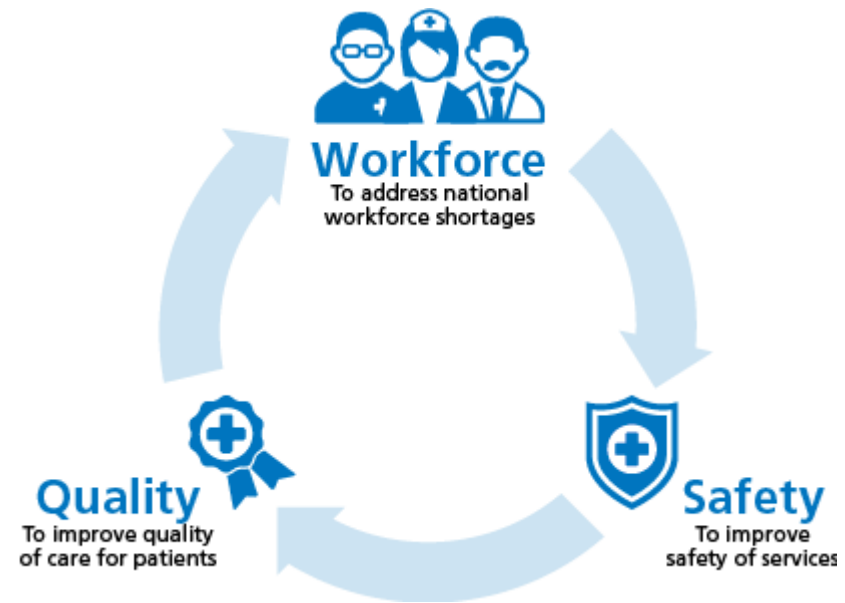 Workforce
To address national
workforce shortages
Quality
To improve quality
of care for patients
Safety
To improve
safety of services